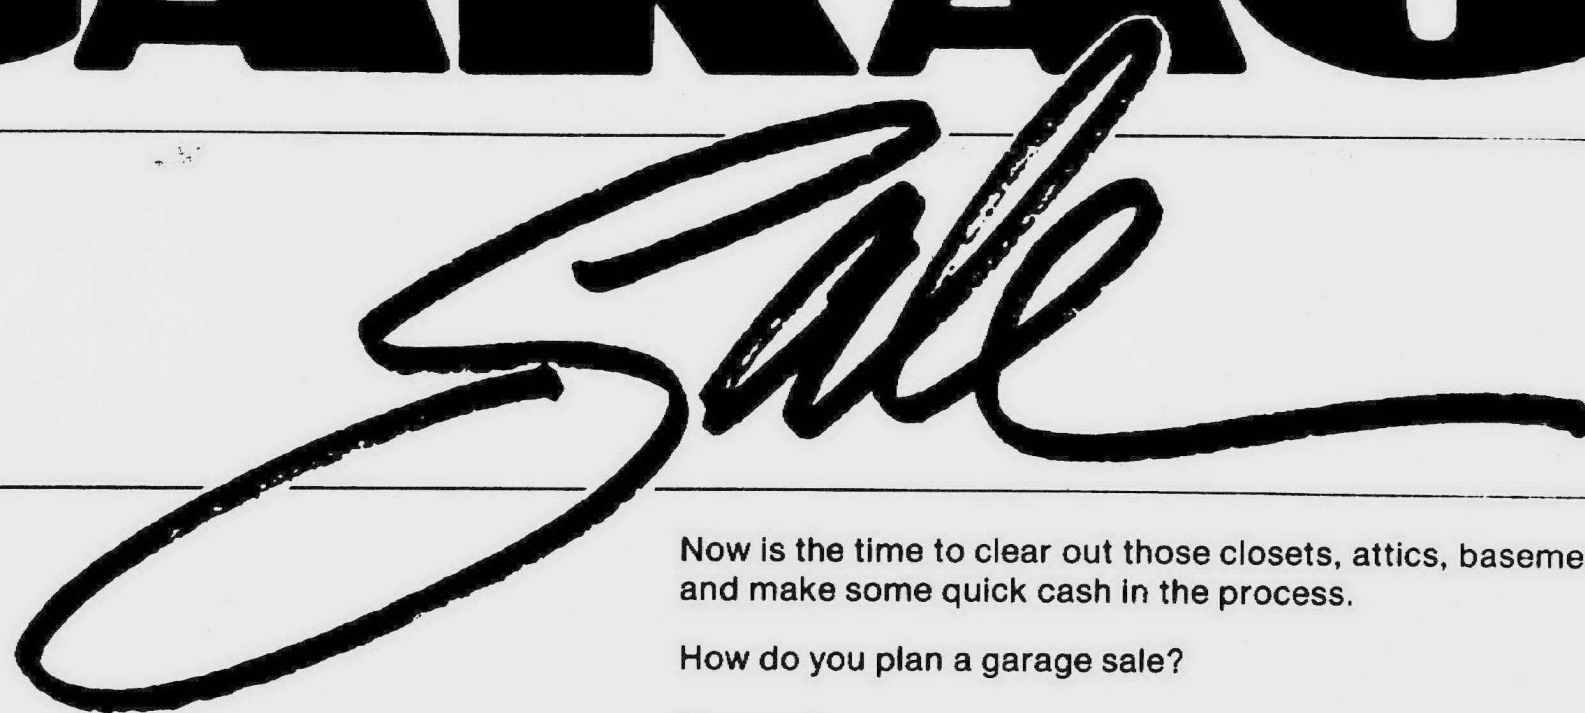 GARAG
Sale
Now is the time to clear out those closets, attics, baseme
and make some quick cash in the process.
How do you plan a garage sale?